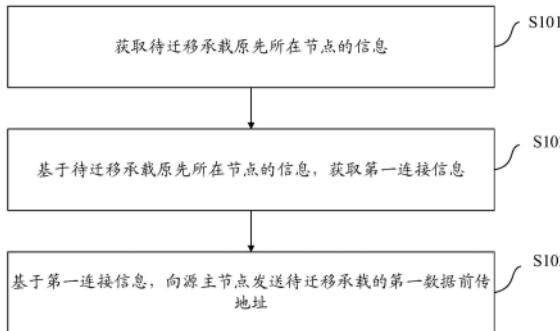 S101
获取待迁移承载原先所在节点的信息
S10
基于待迁移承载原先所在节点的信息，获取第一连接信息
S10
基于第一连接信息，向源主节点发送待迁移承载的第一数据前传
地址